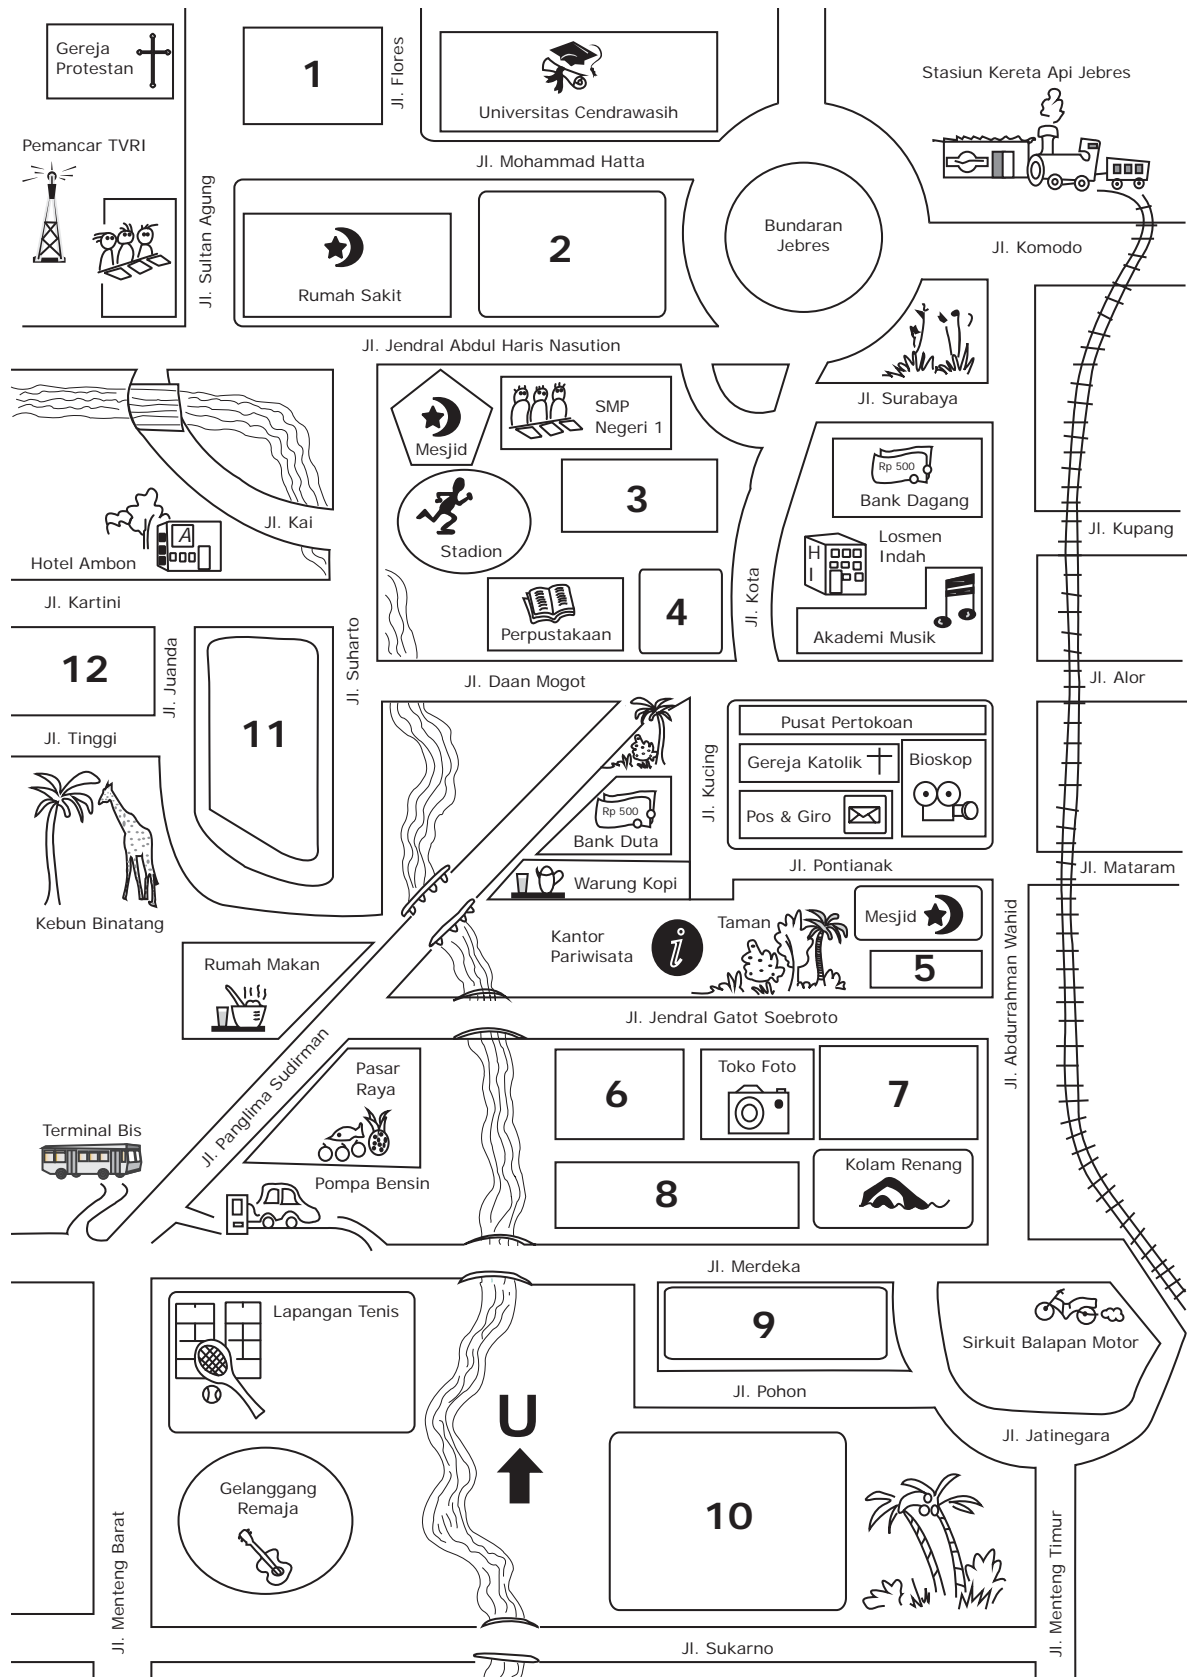 Gereja
Protestan
1
Jl. Flores
Universitas Cendrawasih
Stasiun Kereta Api Jebres
Pemancar TVRI
Jl. Mohammad Hatta
Jl. Sultan Agung
Rumah Sakit
2
Bundaran
Jebres
Jl. Komodo
Jl. Jendral Abdul Haris Nasution
Jl. Surabaya
Mesjid
SMP
Negeri 1
Rp 500
Bank Dagang
3
Stadion
Jl. Kai
A
Hotel Ambon
Losmen
Indah
H
I
Jl. Kupang
Jl. Kartini
Perpustakaan
4
Jl. Kota
Akademi Musik
12
Jl. Juanda
Jl. Suharto
Jl. Daan Mogot
Jl. Alor
11
Jl. Tinggi
Jl. Kucing
Pusat Pertokoan
Gereja Katolik
Bioskop
Pos & Giro
Rp 500
Bank Duta
Jl. Pontianak
Jl. Mataram
Warung Kopi
Kebun Binatang
Kantor
Pariwisata
i
Taman
Mesjid
5
Jl. Abdurrahman Wahid
Rumah Makan
Jl. Jendral Gatot Soebroto
Jl. Panglima Sudirman
Pasar
Raya
6
Toko Foto
7
Terminal Bis
Pompa Bensin
8
Kolam Renang
Jl. Merdeka
Lapangan Tenis
9
Sirkuit Balapan Motor
Jl. Pohon
U
Jl. Jatinegara
Gelanggang
Remaja
10
Jl. Menteng Barat
Jl. Menteng Timur
Jl. Sukarno